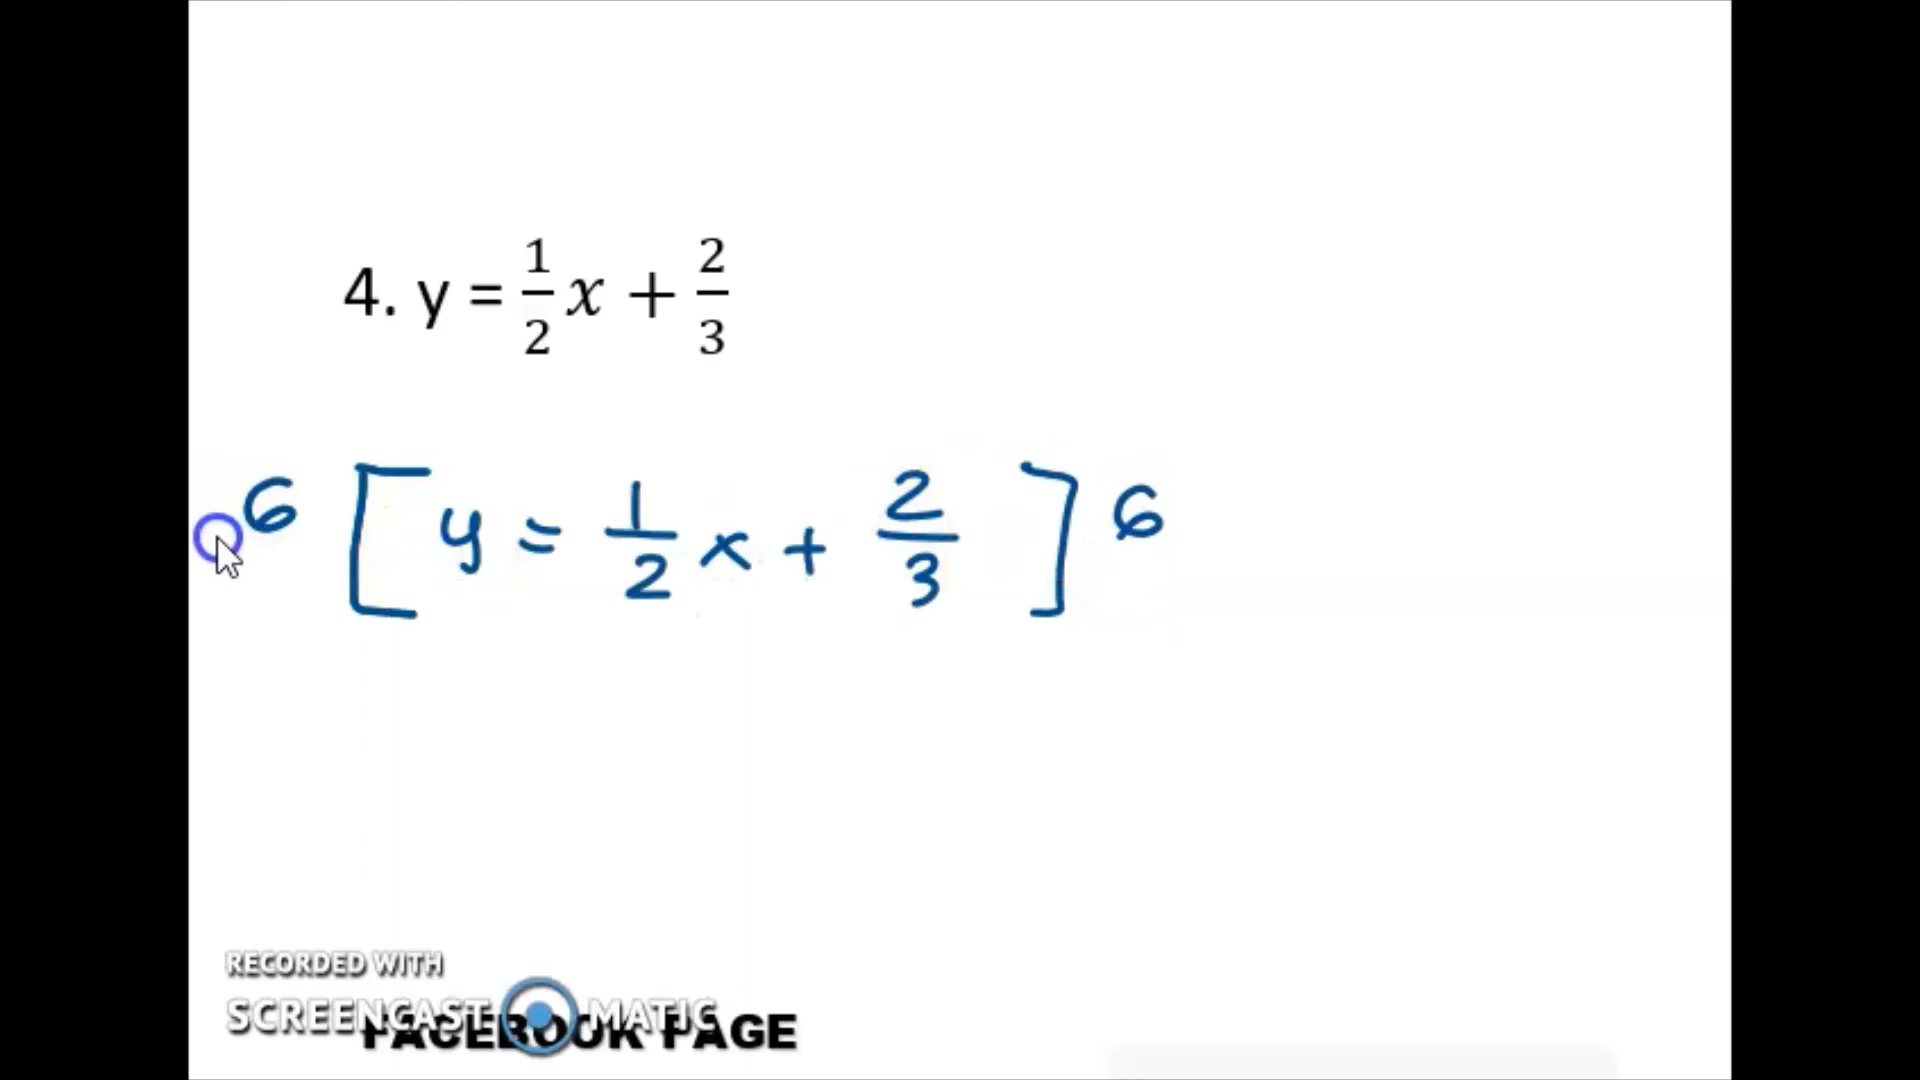 4. y = 1/2 x + 2/3
6 [ y = 1/2 x + 2/3 ] 6
RECORDED WITH
SCREENCAST MATIC
FACEBOOK PAGE